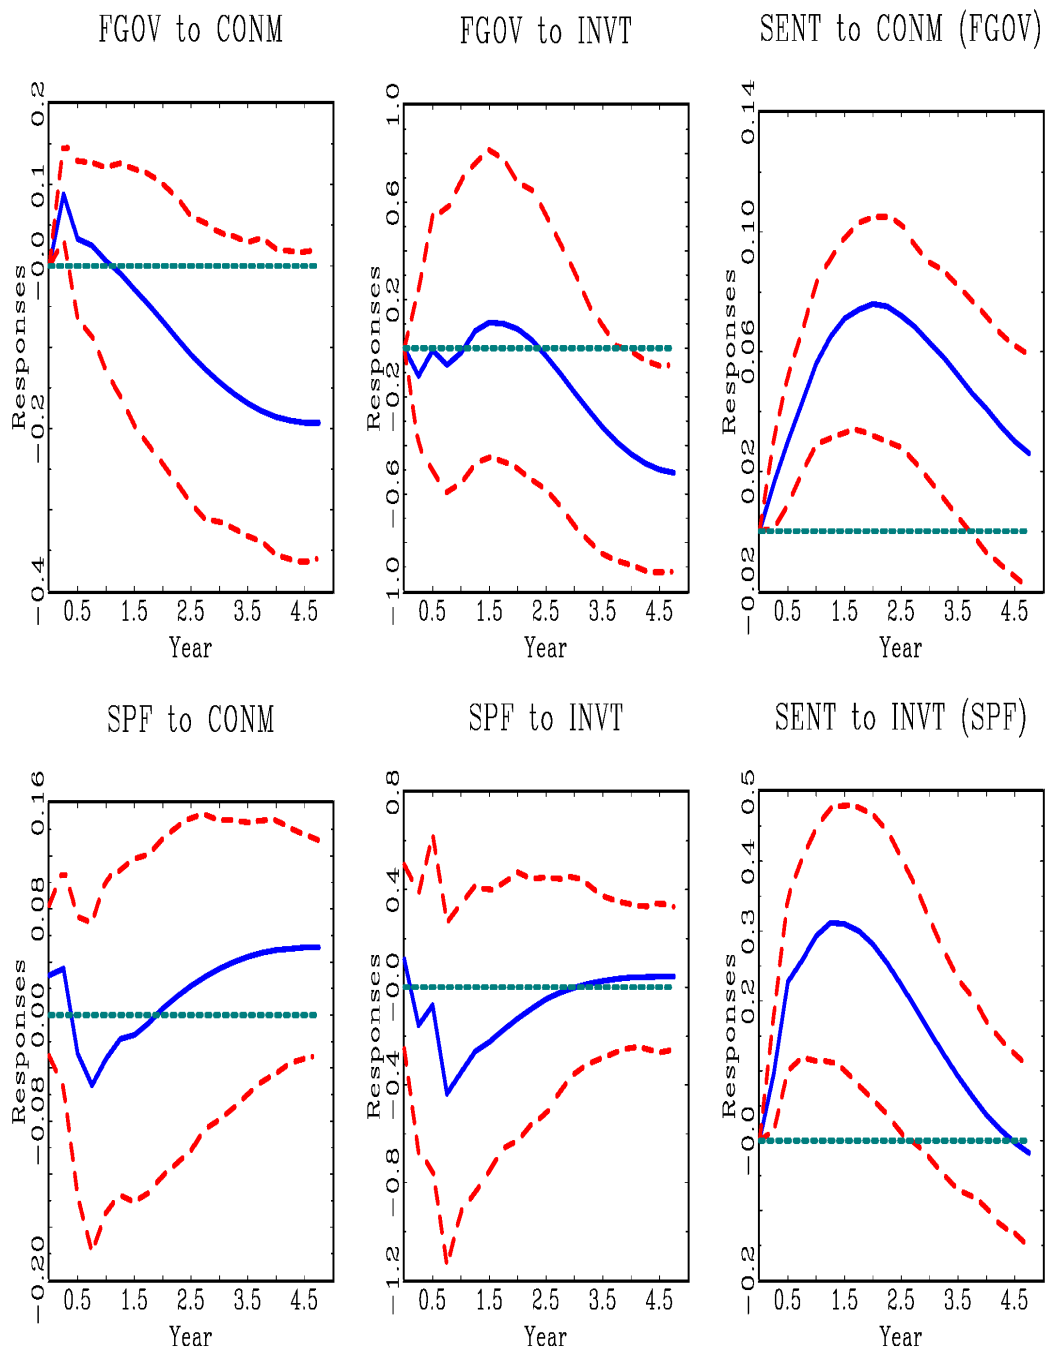 FGOV to CONM
FGOV to INVT
SENT to CONM (FGOV)
Responses
0.2
0.1
-0.0
0.0
-0.2
-0.4
0.5 1.5 2.5 3.5 4.5
Year
Responses
1.0
0.6
0.2
-0.2
-0.6
-1.0
0.5 1.5 2.5 3.5 4.5
Year
Responses
0.14
0.10
0.06
0.02
-0.02
0.5 1.5 2.5 3.5 4.5
Year
SPF to CONM
SPF to INVT
SENT to INVT (SPF)
Responses
0.16
0.08
0.00
-0.08
-0.20
0.5 1.5 2.5 3.5 4.5
Year
Responses
0.8
0.4
-0.0
-0.4
-0.8
-1.2
0.5 1.5 2.5 3.5 4.5
Year
Responses
0.5
0.4
0.3
0.2
-0.0
-0.2
0.5 1.5 2.5 3.5 4.5
Year